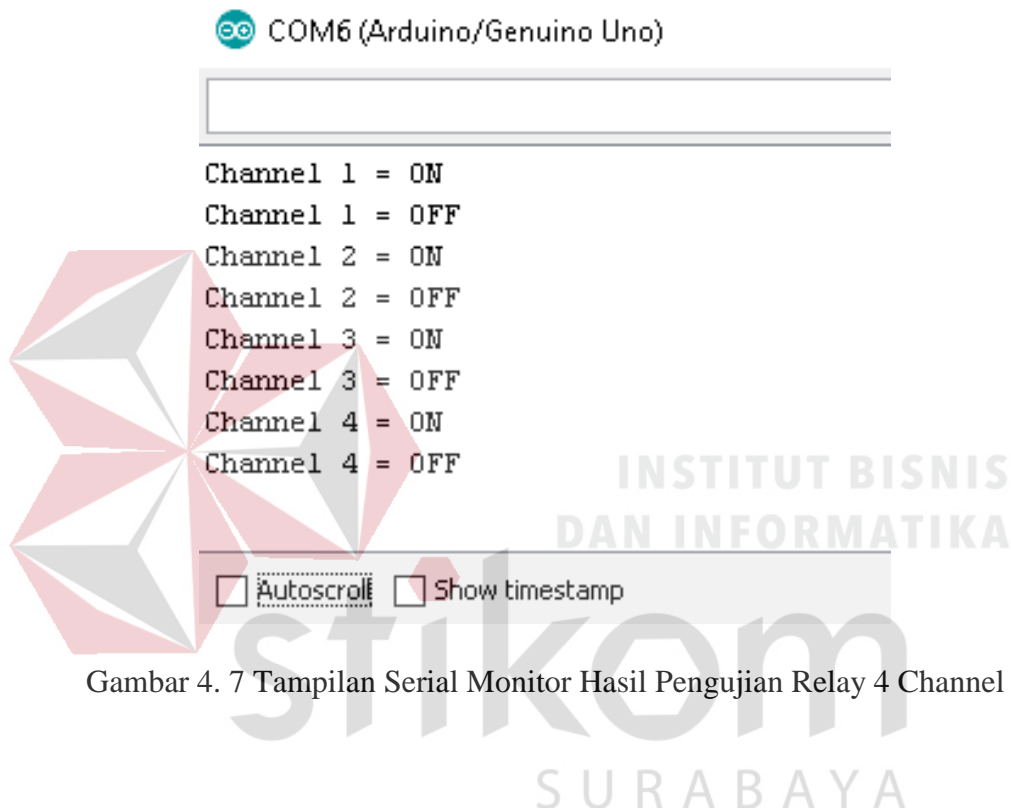 COM6 (Arduino/Genuino Uno)
Channel 1 = ON
Channel 1 = OFF
Channel 2 = ON
Channel 2 = OFF
Channel 3 = ON
Channel 3 = OFF
Channel 4 = ON
Channel 4 = OFF
INSTITUT BISNIS
DAN INFORMATIKA
Autoscroll Show timestamp
stikom
Gambar 4. 7 Tampilan Serial Monitor Hasil Pengujian Relay 4 Channel
SURABAYA